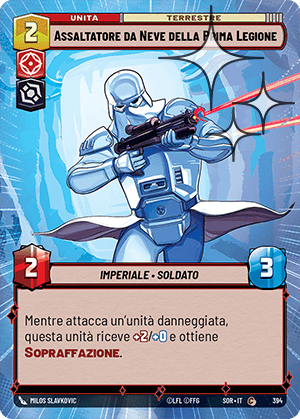 UNITÀ TERRESTRE
2 Assaltatore da Neve della Prima Legione
2 IMPERIALE • SOLDATO 3
Mentre attacca un'unità danneggiata,
questa unità riceve +2/+0 e ottiene
Sopraffazione.
MILOS SLAVKOVIC ©LFL ©FFG SOR • IT C 394